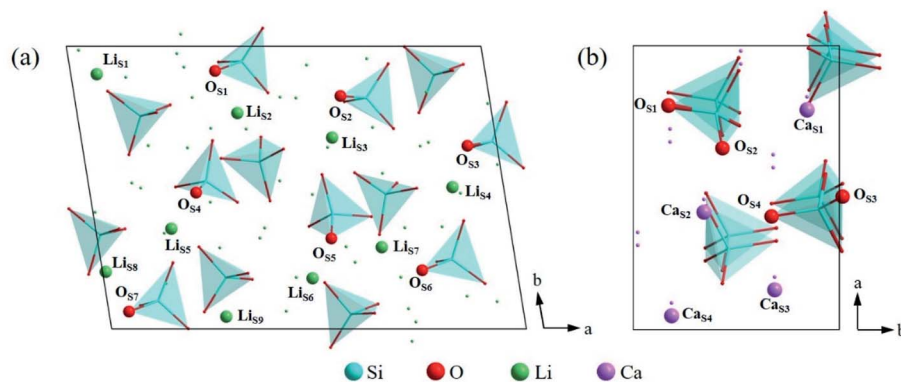 (a)
Li_S1
O_S1
Li_S2
O_S2
Li_S3
O_S3
Li_S4
O_S4
Li_S5
O_S5
Li_S7
Li_S8
O_S7
Li_S9
Li_S6
O_S6
b
a
(b)
O_S1
Ca_S1
O_S2
Ca_S2
O_S4
O_S3
Ca_S3
Ca_S4
a
b
Si O Li Ca